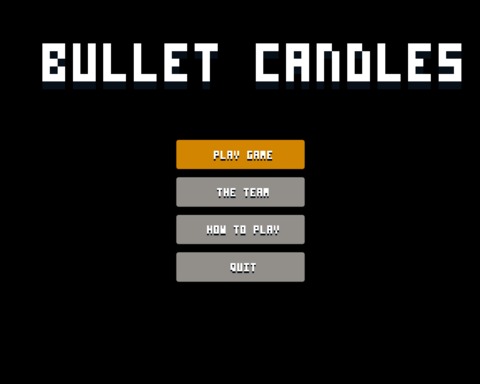 BULLET CANDLES
PLAY GAME
THE TEAM
HOW TO PLAY
QUIT